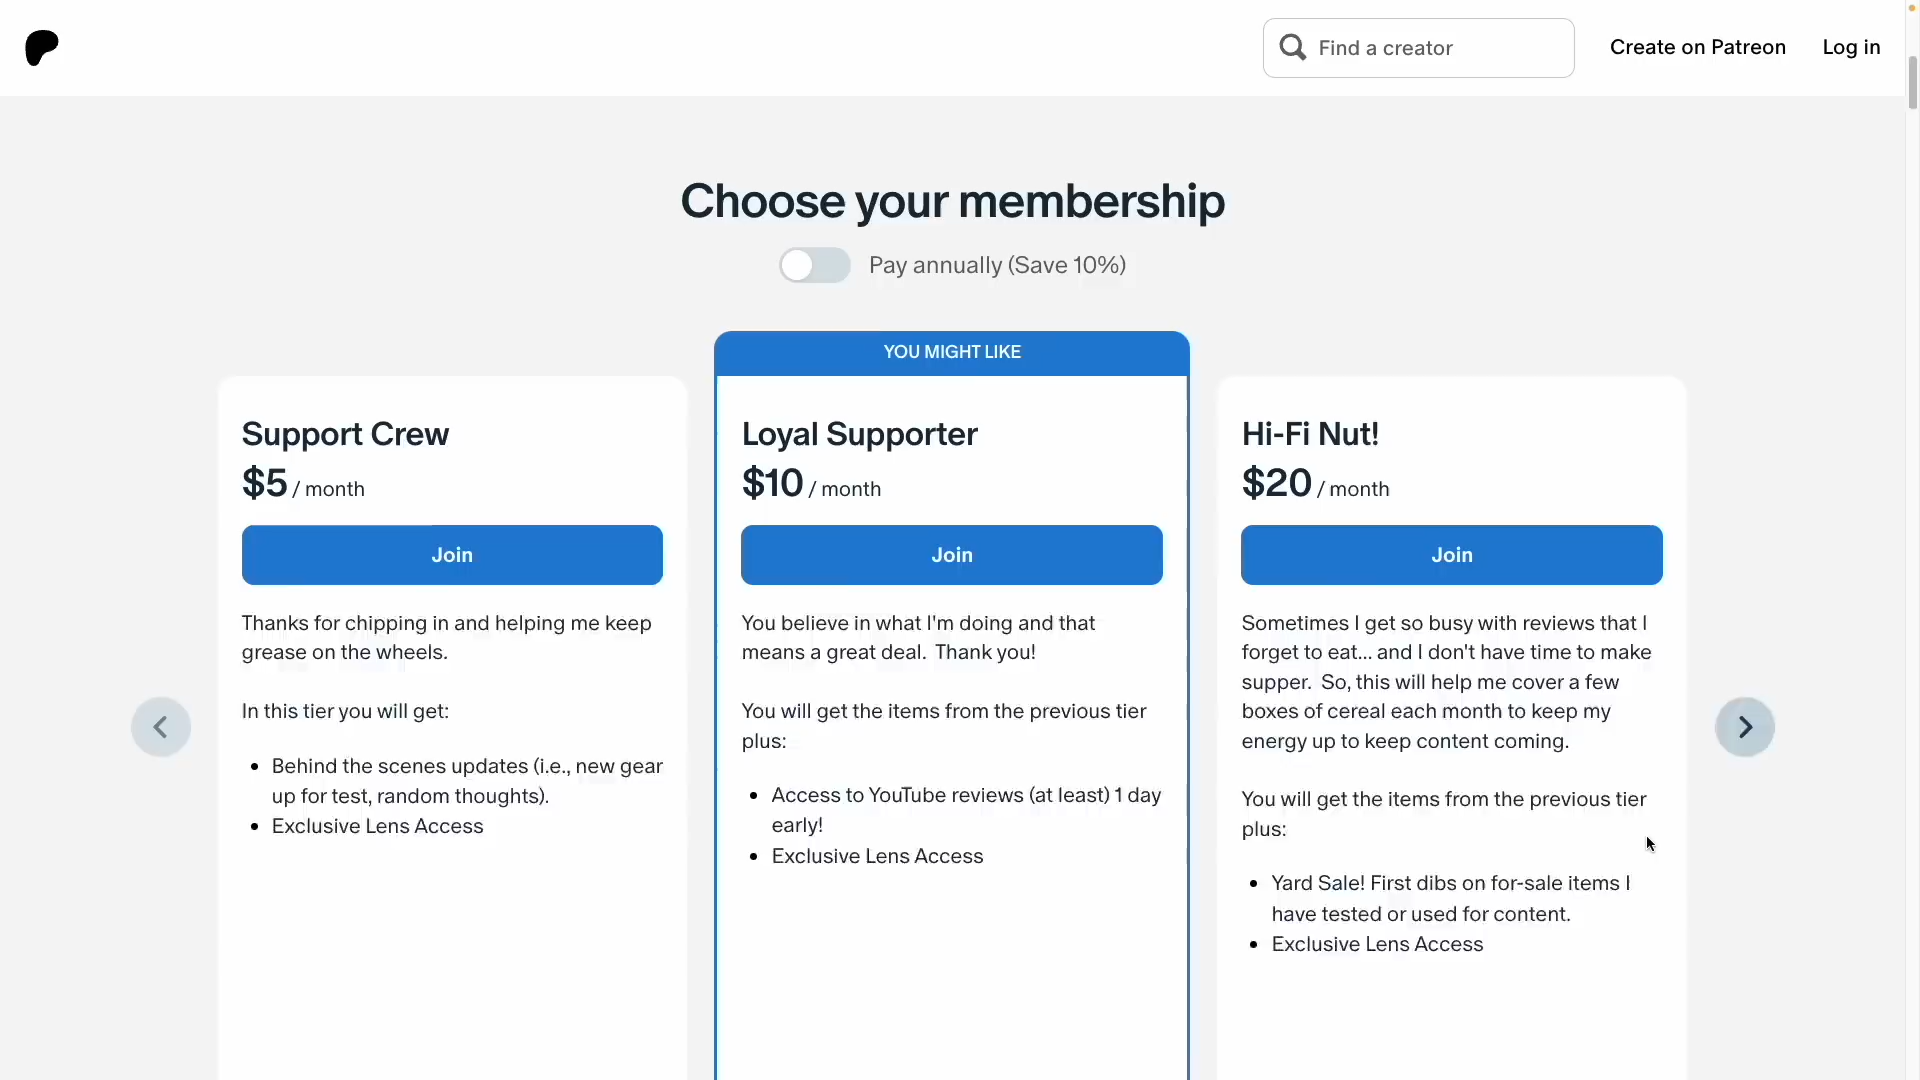 Find a creator
Create on Patreon
Log in
Choose your membership
Pay annually (Save 10%)
YOU MIGHT LIKE
Support Crew
$5 / month
Join
Thanks for chipping in and helping me keep
grease on the wheels.
In this tier you will get:
• Behind the scenes updates (i.e., new gear
up for test, random thoughts).
• Exclusive Lens Access
Loyal Supporter
$10 / month
Join
You believe in what I'm doing and that
means a great deal.  Thank you!
You will get the items from the previous tier
plus:
• Access to YouTube reviews (at least) 1 day
early!
• Exclusive Lens Access
Hi-Fi Nut!
$20 / month
Join
Sometimes I get so busy with reviews that I
forget to eat... and I don't have time to make
supper.  So, this will help me cover a few
boxes of cereal each month to keep my
energy up to keep content coming.
You will get the items from the previous tier
plus:
• Yard Sale! First dibs on for-sale items I
have tested or used for content.
• Exclusive Lens Access